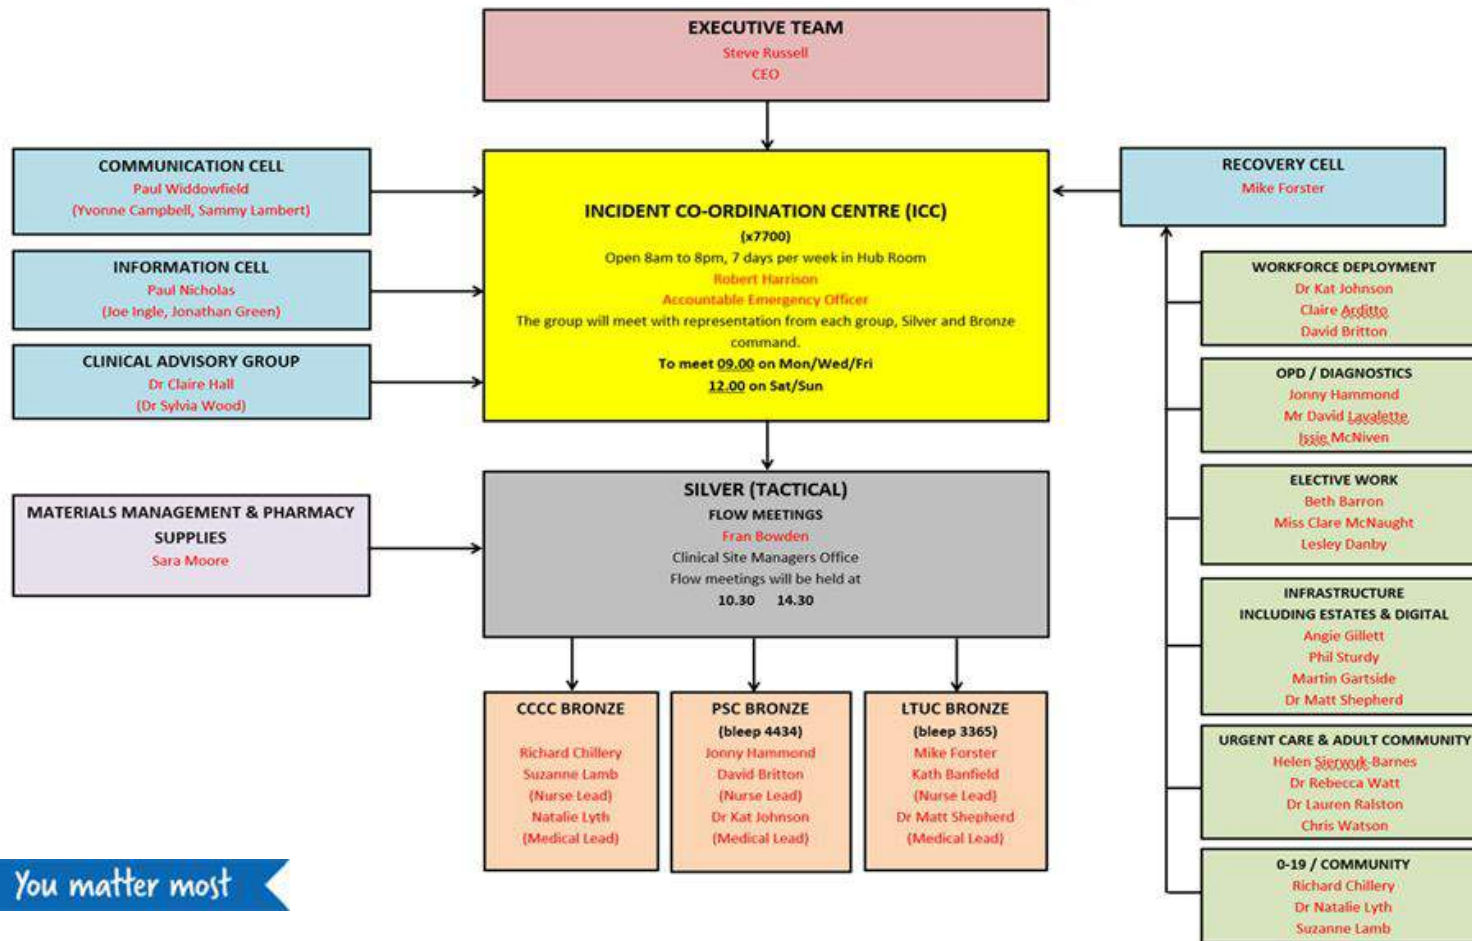 EXECUTIVE TEAM
Steve Russell
CEO
COMMUNICATION CELL
Paul Widdowfield
(Yvonne Campbell, Sammy Lambert)
INFORMATION CELL
Paul Nicholas
(Joe Ingle, Jonathan Green)
CLINICAL ADVISORY GROUP
Dr Claire Hall
(Dr Sylvia Wood)
INCIDENT CO-ORDINATION CENTRE (ICC)
(x7700)
Open 8am to 8pm, 7 days per week in Hub Room
Robert Harrison
Accountable Emergency Officer
The group will meet with representation from each group, Silver and Bronze
command.
To meet 09.00 on Mon/Wed/Fri
12.00 on Sat/Sun
RECOVERY CELL
Mike Forster
MATERIALS MANAGEMENT & PHARMACY
SUPPLIES
Sara Moore
SILVER (TACTICAL)
FLOW MEETINGS
Fran Bowden
Clinical Site Managers Office
Flow meetings will be held at
10.30 14.30
CCCC BRONZE
Richard Chillery
Suzanne Lamb
(Nurse Lead)
Natalie Lyth
(Medical Lead)
PSC BRONZE
(bleep 4434)
Jonny Hammond
David Britton
(Nurse Lead)
Dr Kat Johnson
(Medical Lead)
LTUC BRONZE
(bleep 3365)
Mike Forster
Kath Banfield
(Nurse Lead)
Dr Matt Shepherd
(Medical Lead)
WORKFORCE DEPLOYMENT
Dr Kat Johnson
Claire Arditto
David Britton
OPD / DIAGNOSTICS
Jonny Hammond
Mr David Lavalette
Issie McNiven
ELECTIVE WORK
Beth Barron
Miss Clare McNaught
Lesley Danby
INFRASTRUCTURE
INCLUDING ESTATES & DIGITAL
Angie Gillett
Phil Sturdy
Martin Gartside
Dr Matt Shepherd
URGENT CARE & ADULT COMMUNITY
Helen Sierwuk-Barnes
Dr Rebecca Watt
Dr Lauren Ralston
Chris Watson
0-19 / COMMUNITY
Richard Chillery
Dr Natalie Lyth
Suzanne Lamb
You matter most